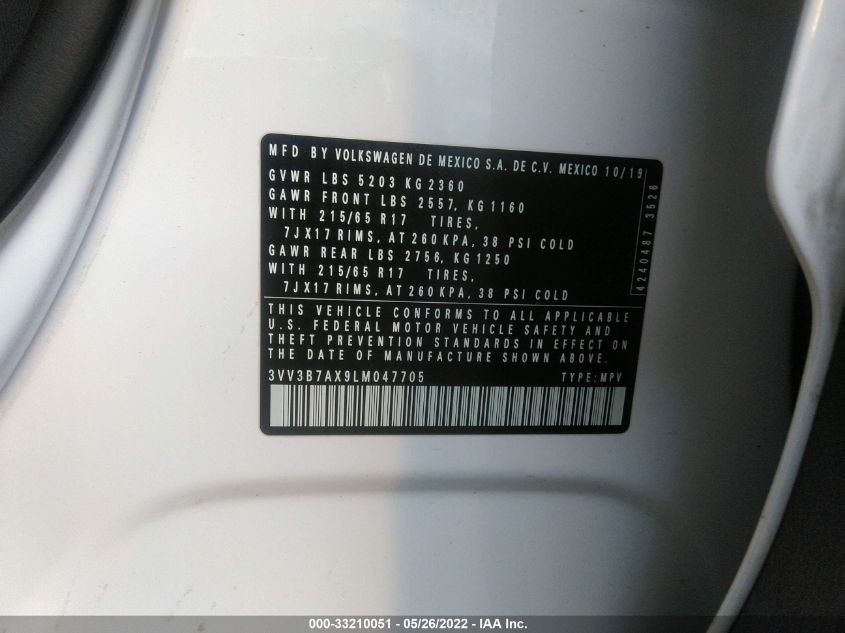 MFD BY VOLKSWAGEN DE MEXICO S.A. DE C.V. MEXICO 10/19
GVWR LBS 5203 KG 2360
GAWR FRONT LBS 2557, KG 1160
WITH 215/65 R17 TIRES,
7JX17 RIMS, AT 260 KPA, 38 PSI COLD
GAWR REAR LBS 2756, KG 1250
WITH 215/65 R17 TIRES,
7JX17 RIMS, AT 260 KPA, 38 PSI COLD
4240487 3526
THIS VEHICLE CONFORMS TO ALL APPLICABLE
U.S. FEDERAL MOTOR VEHICLE SAFETY AND
THEFT PREVENTION STANDARDS IN EFFECT ON
THE DATE OF MANUFACTURE SHOWN ABOVE.
3VV3B7AX9LM047705 TYPE: MPV
000-33210051 - 05/26/2022 - IAA Inc.